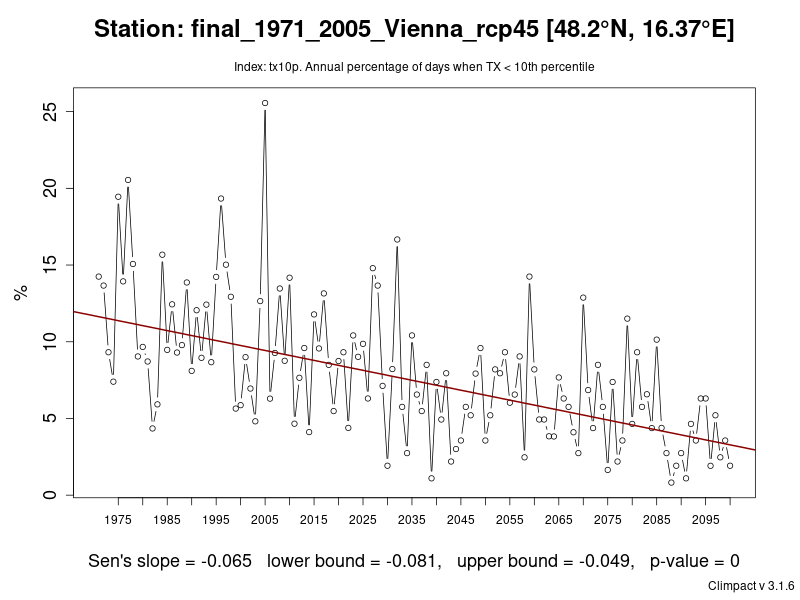 Station: final_1971_2005_Vienna_rcp45 [48.2°N, 16.37°E]
Index: tx10p. Annual percentage of days when TX < 10th percentile
25
20
15
10
5
0
%
1975 1985 1995 2005 2015 2025 2035 2045 2055 2065 2075 2085 2095
Sen's slope = -0.065 lower bound = -0.081, upper bound = -0.049, p-value = 0
Climpact v 3.1.6